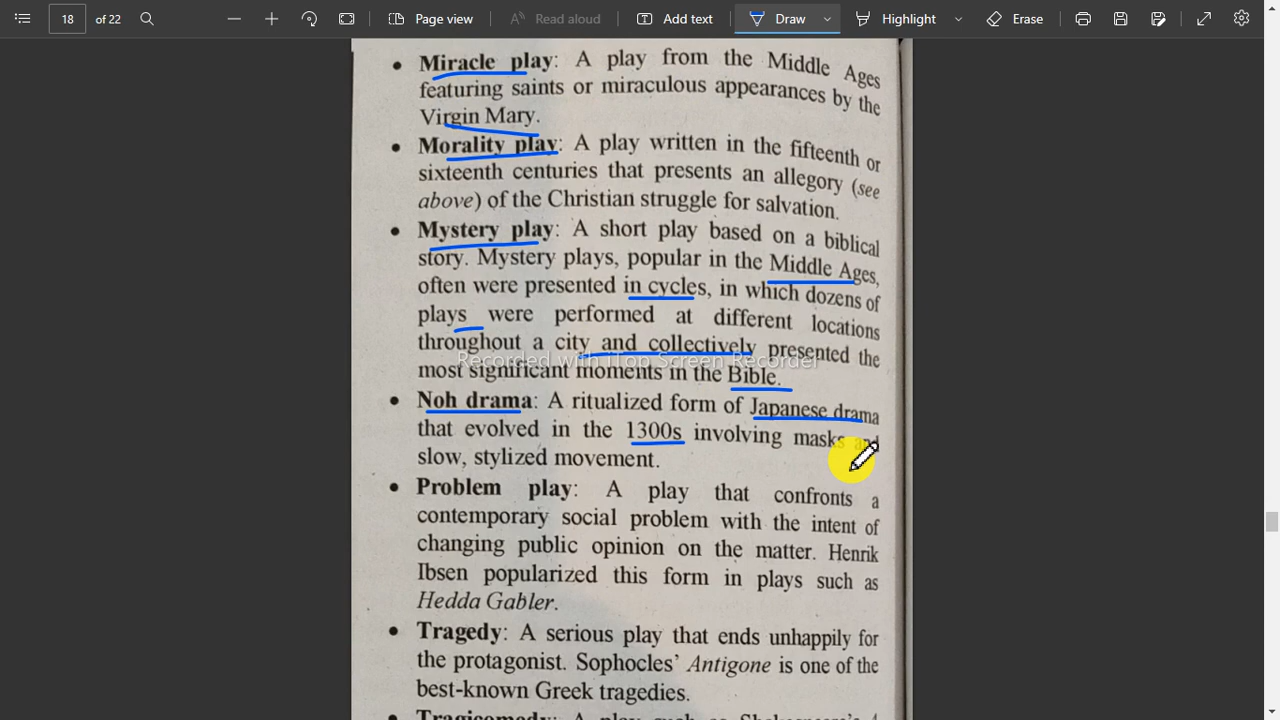 18 of 22 Page view Read aloud Add text Draw Highlight Erase
• Miracle play: A play from the Middle Ages
featuring saints or miraculous appearances by the
Virgin Mary.
• Morality play: A play written in the fifteenth or
sixteenth centuries that presents an allegory (see
above) of the Christian struggle for salvation.
• Mystery play: A short play based on a biblical
story. Mystery plays, popular in the Middle Ages,
often were presented in cycles, in which dozens of
plays were performed at different locations
throughout a city and collectively presented the
Recorded with iTop Screen Recorder
most significant moments in the Bible.
• Noh drama: A ritualized form of Japanese drama
that evolved in the 1300s involving masks and
slow, stylized movement.
• Problem play: A play that confronts a
contemporary social problem with the intent of
changing public opinion on the matter. Henrik
Ibsen popularized this form in plays such as
Hedda Gabler.
• Tragedy: A serious play that ends unhappily for
the protagonist. Sophocles' Antigone is one of the
best-known Greek tragedies.
• Tragicomedy: A play such as Shakespeare's